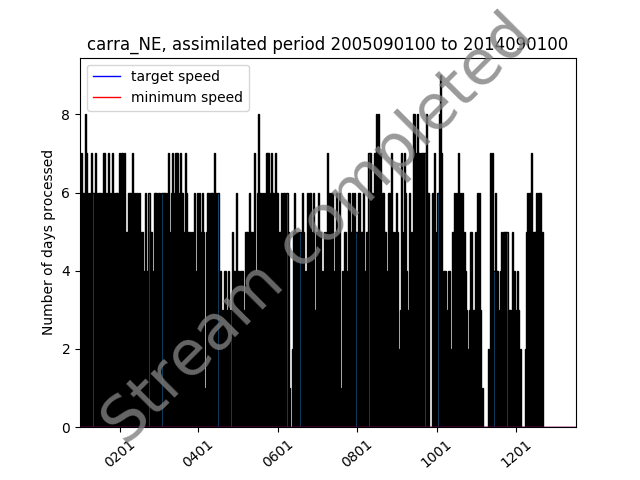 carra_NE, assimilated period 2005090100 to 2014090100
target speed
minimum speed
Number of days processed
8
6
4
2
0
0201
0401
0601
0801
1001
1201
Stream completed